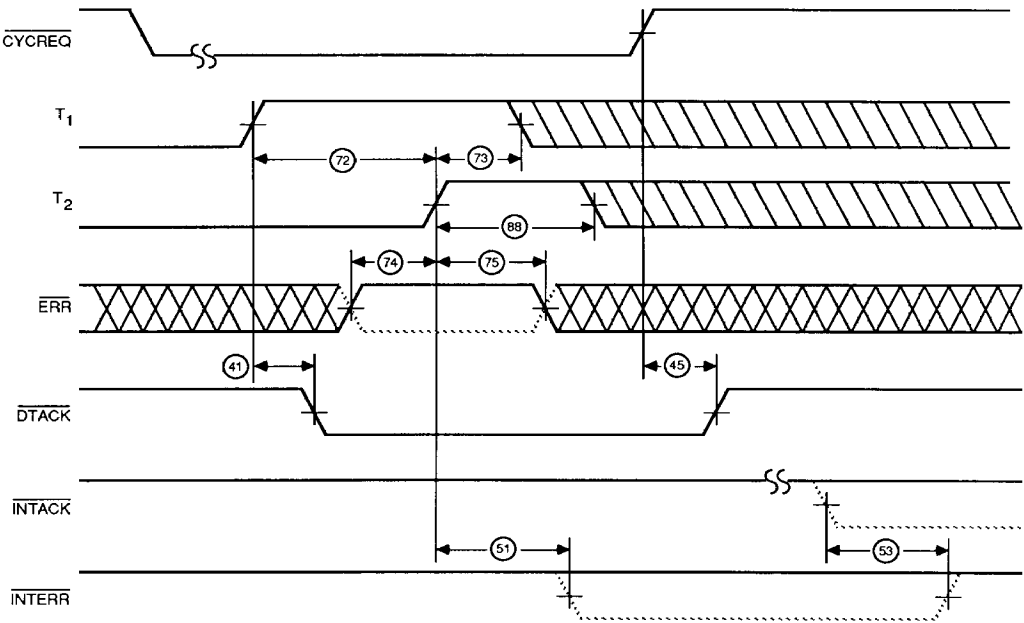 CYCREQ
T1
72
73
T2
88
74
75
ERR
41
45
DTACK
INTACK
51
53
INTERR